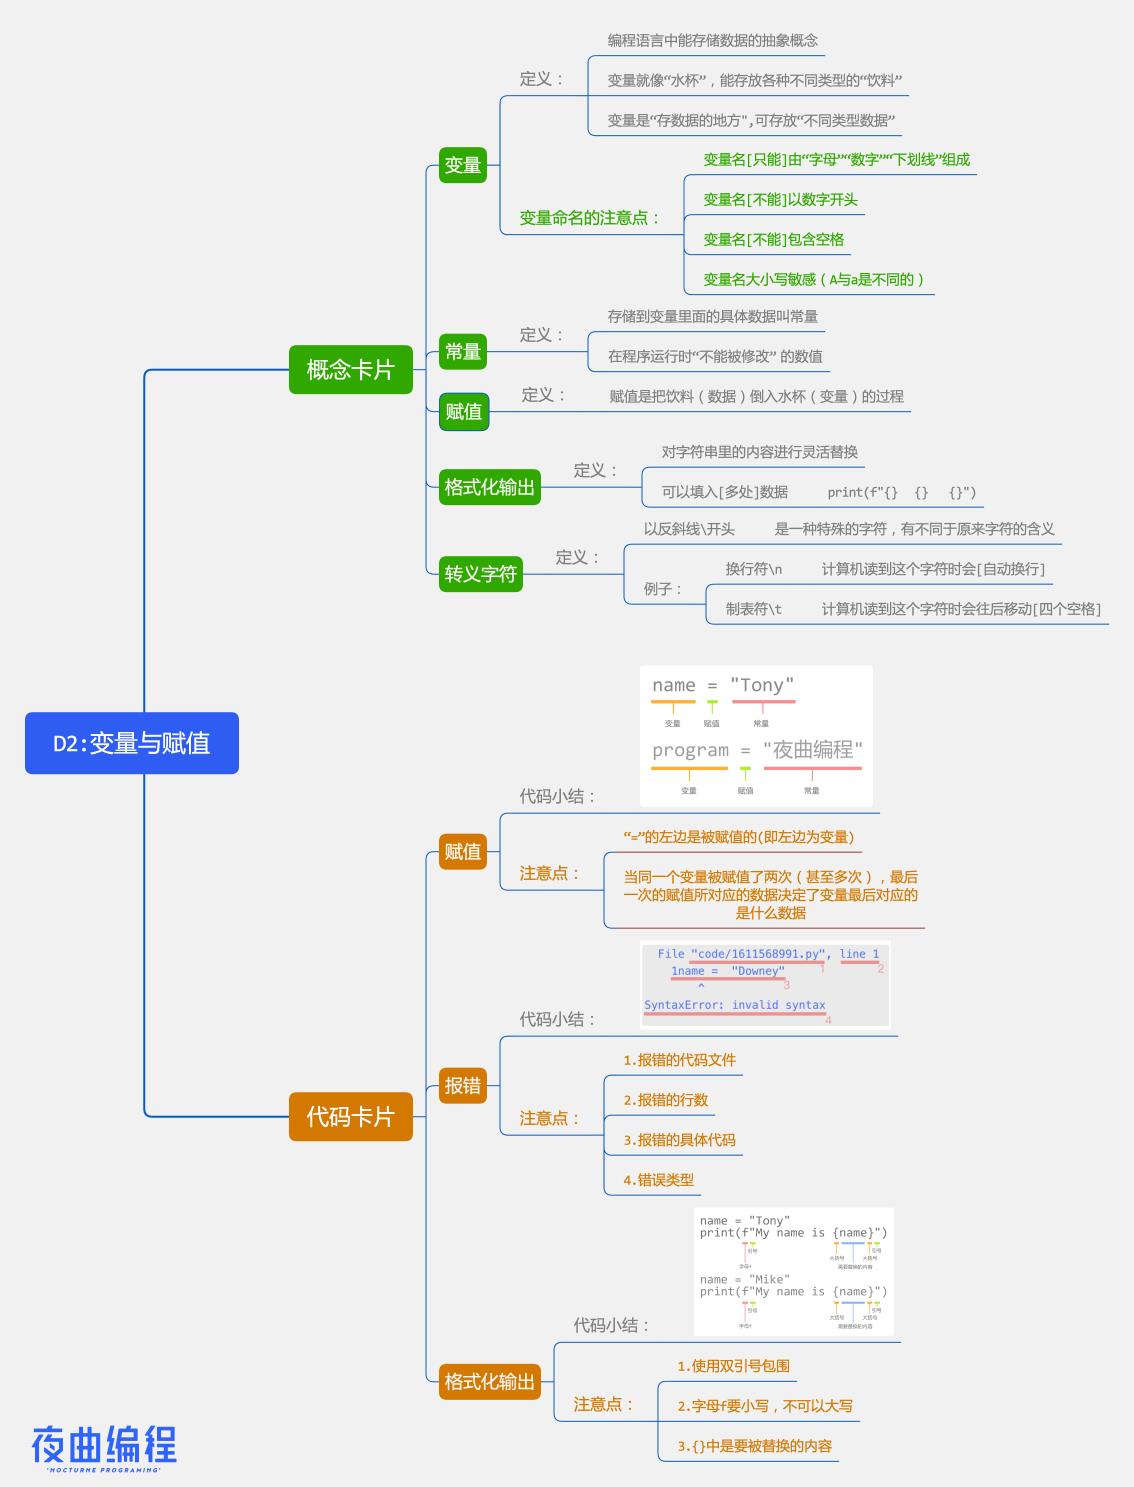 D2:变量与赋值
概念卡片
变量
定义：
编程语言中能存储数据的抽象概念
变量就像“水杯”，能存放各种不同类型的“饮料”
变量是“存数据的地方",可存放“不同类型数据”
变量命名的注意点：
变量名[只能]由“字母”“数字”“下划线”组成
变量名[不能]以数字开头
变量名[不能]包含空格
变量名大小写敏感（A与a是不同的）
常量
定义：
存储到变量里面的具体数据叫常量
在程序运行时“不能被修改” 的数值
赋值
定义：
赋值是把饮料（数据）倒入水杯（变量）的过程
格式化输出
定义：
对字符串里的内容进行灵活替换
可以填入[多处]数据 print(f"{} {} {}")
转义字符
定义：
以反斜线\开头 是一种特殊的字符，有不同于原来字符的含义
例子：
换行符\n 计算机读到这个字符时会[自动换行]
制表符\t 计算机读到这个字符时会往后移动[四个空格]
代码卡片
赋值
代码小结：
name = "Tony"
变量 赋值 常量
program = "夜曲编程"
变量 赋值 常量
注意点：
“=”的左边是被赋值的(即左边为变量)
当同一个变量被赋值了两次（甚至多次），最后
一次的赋值所对应的数据决定了变量最后对应的
是什么数据
报错
代码小结：
File "code/1611568991.py", line 1
1 2
1name = "Downey"
3
^
SyntaxError: invalid syntax
4
注意点：
1.报错的代码文件
2.报错的行数
3.报错的具体代码
4.错误类型
格式化输出
代码小结：
name = "Tony"
print(f"My name is {name}")
引号 引号
大括号 大括号
字母f 需要替换的内容
name = "Mike"
print(f"My name is {name}")
引号 引号
大括号 大括号
字母f 需要替换的内容
注意点：
1.使用双引号包围
2.字母f要小写，不可以大写
3.{}中是要被替换的内容
夜曲编程
'NOCTURNE PROGRAMING'